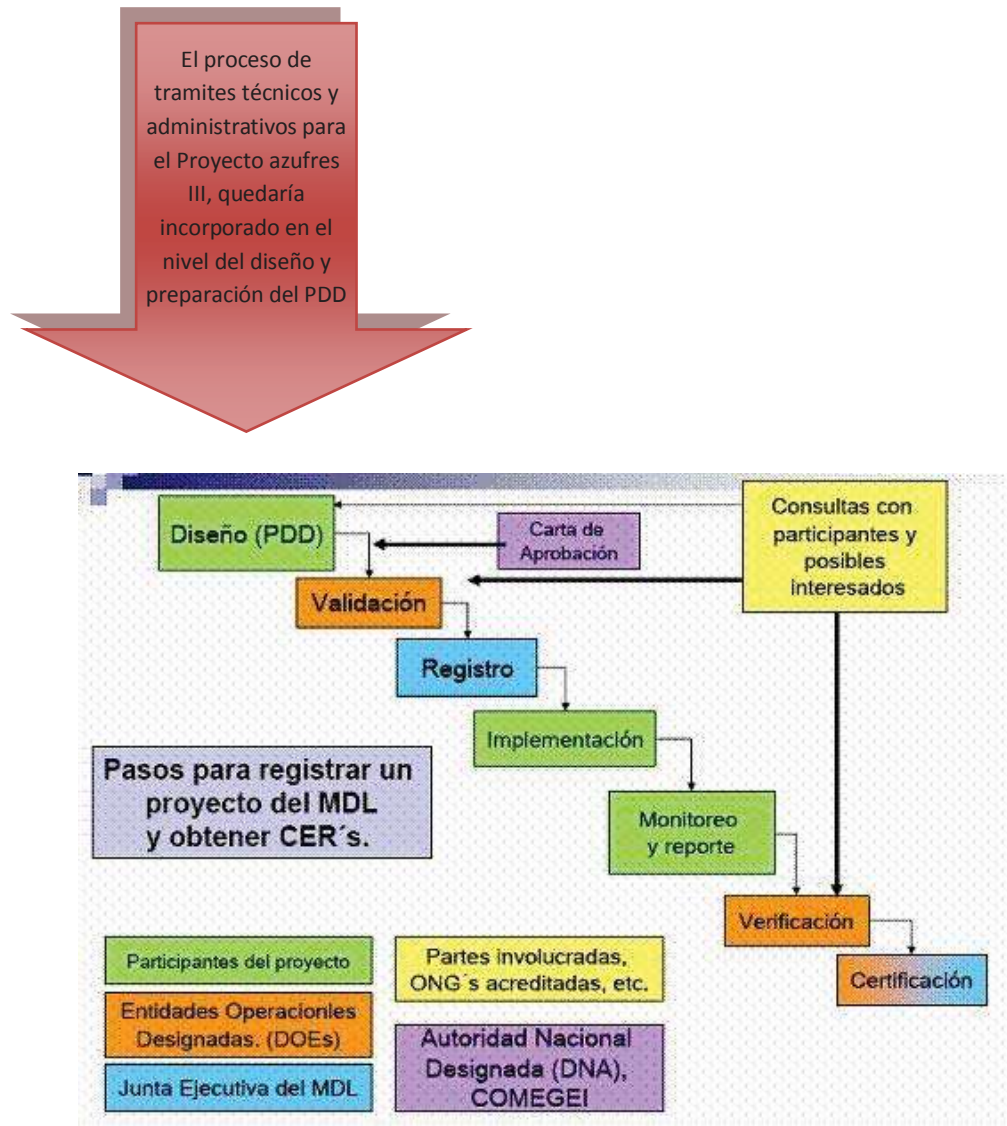 El proceso de
tramites técnicos y
administrativos para
el Proyecto azufres
III, quedaría
incorporado en el
nivel del diseño y
preparación del PDD
Diseño (PDD)
Carta de
Aprobación
Consultas con
participantes y
posibles
interesados
Validación
Registro
Implementación
Pasos para registrar un
proyecto del MDL
y obtener CER´s.
Monitoreo
y reporte
Verificación
Certificación
Participantes del proyecto
Partes involucradas,
ONG´s acreditadas, etc.
Entidades Operacionles
Designadas. (DOEs)
Autoridad Nacional
Designada (DNA),
COMEGEI
Junta Ejecutiva del MDL